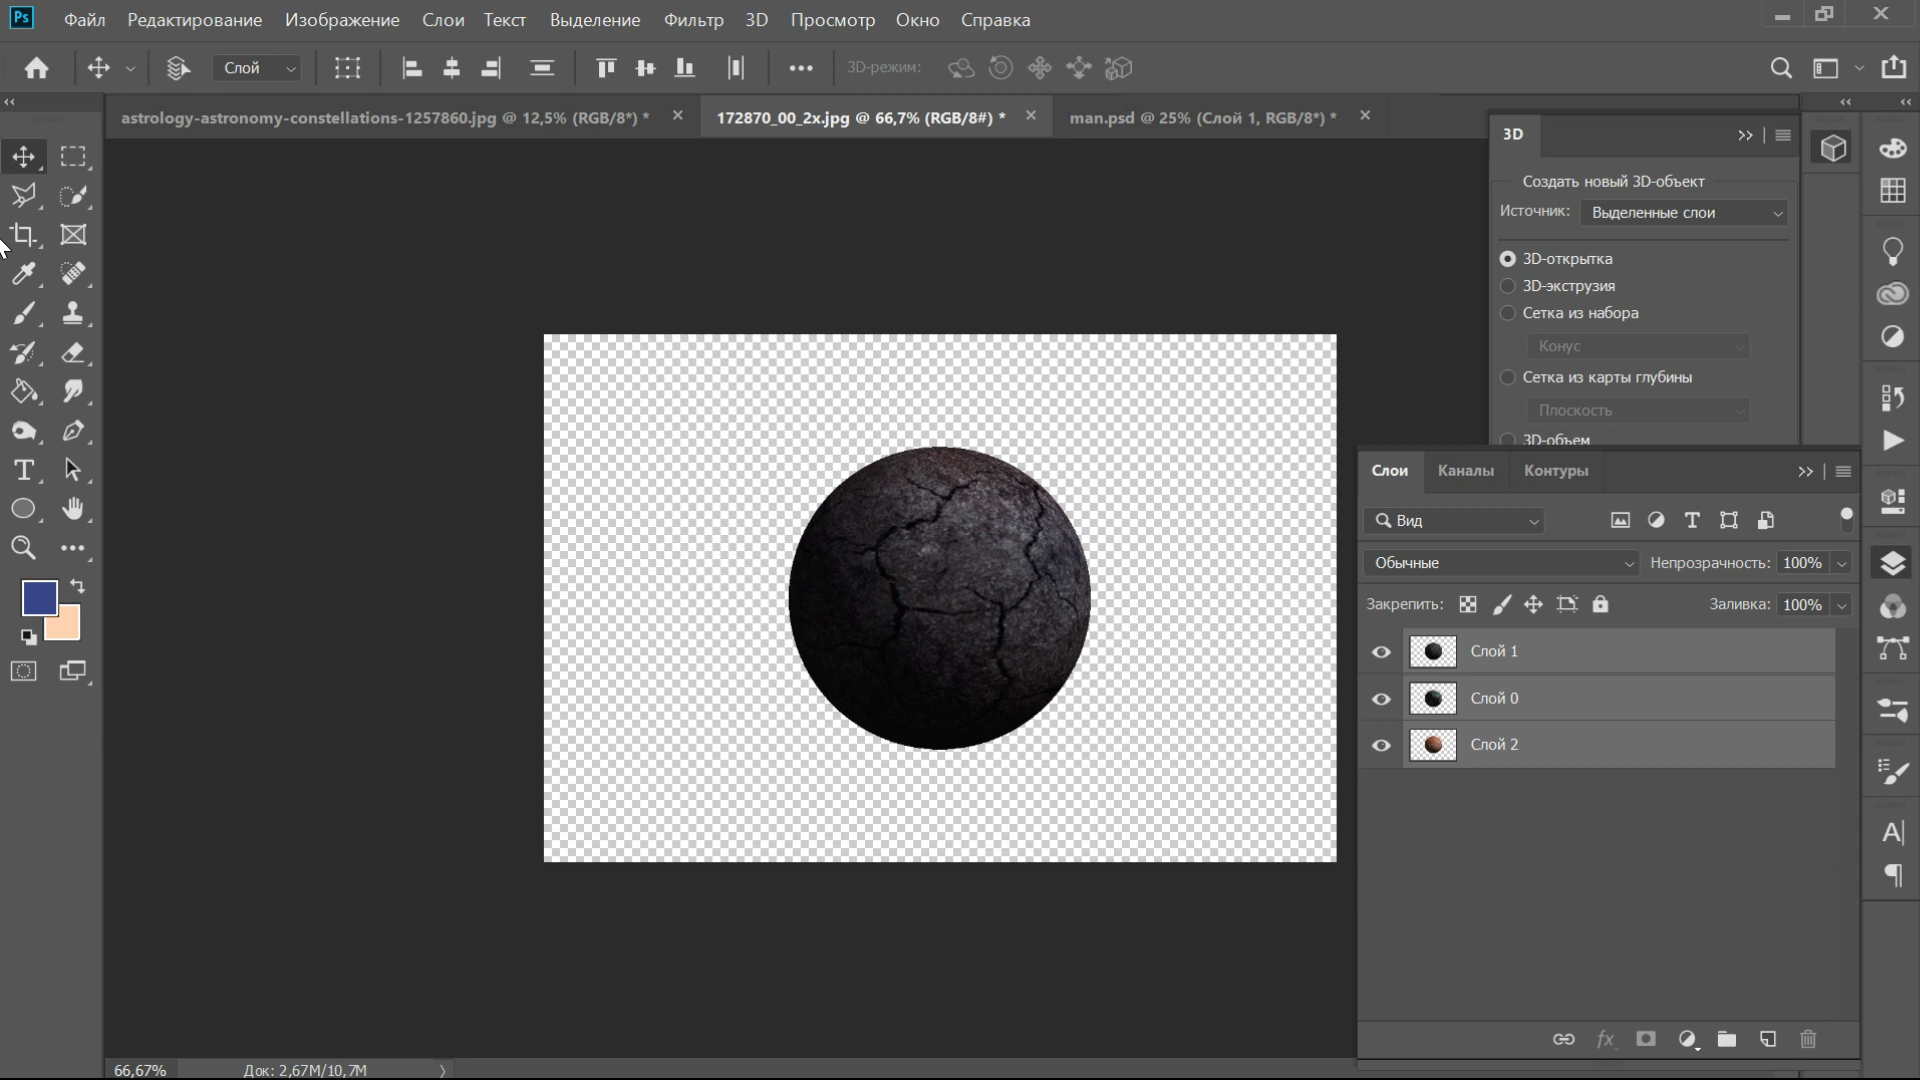 Ps Файл Редактирование Изображение Слои Текст Выделение Фильтр 3D Просмотр Окно Справка
Слой 3D-режим:
astrology-astronomy-constellations-1257860.jpg @ 12,5% (RGB/8*) * 172870_00_2x.jpg @ 66,7% (RGB/8#) * man.psd @ 25% (Слой 1, RGB/8*) *
3D
Создать новый 3D-объект
Источник: Выделенные слои
3D-открытка
3D-экструзия
Сетка из набора
Конус
Сетка из карты глубины
Плоскость
3D-объем
Слои Каналы Контуры
Вид
Обычные Непрозрачность: 100%
Закрепить: Заливка: 100%
Слой 1
Слой 0
Слой 2
66,67% Док: 2,67M/10,7M